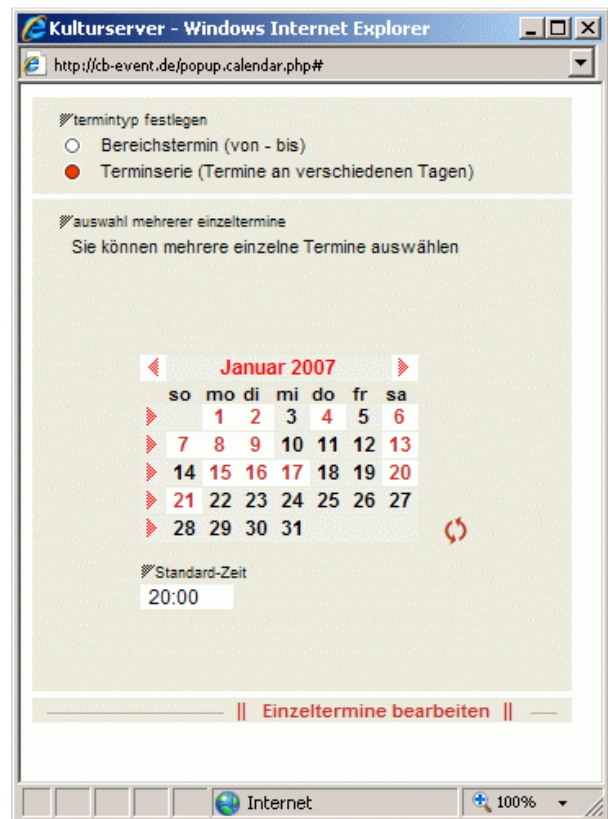 Kulturserver - Windows Internet Explorer
http://cb-event.de/popup.calendar.php#
termintyp festlegen
Bereichstermin (von - bis)
Terminserie (Termine an verschiedenen Tagen)
auswahl mehrerer einzeltermine
Sie können mehrere einzelne Termine auswählen
Januar 2007
so mo di mi do fr sa
1 2 3 4 5 6
7 8 9 10 11 12 13
14 15 16 17 18 19 20
21 22 23 24 25 26 27
28 29 30 31
Standard-Zeit
20:00
|| Einzeltermine bearbeiten ||
Internet 100%